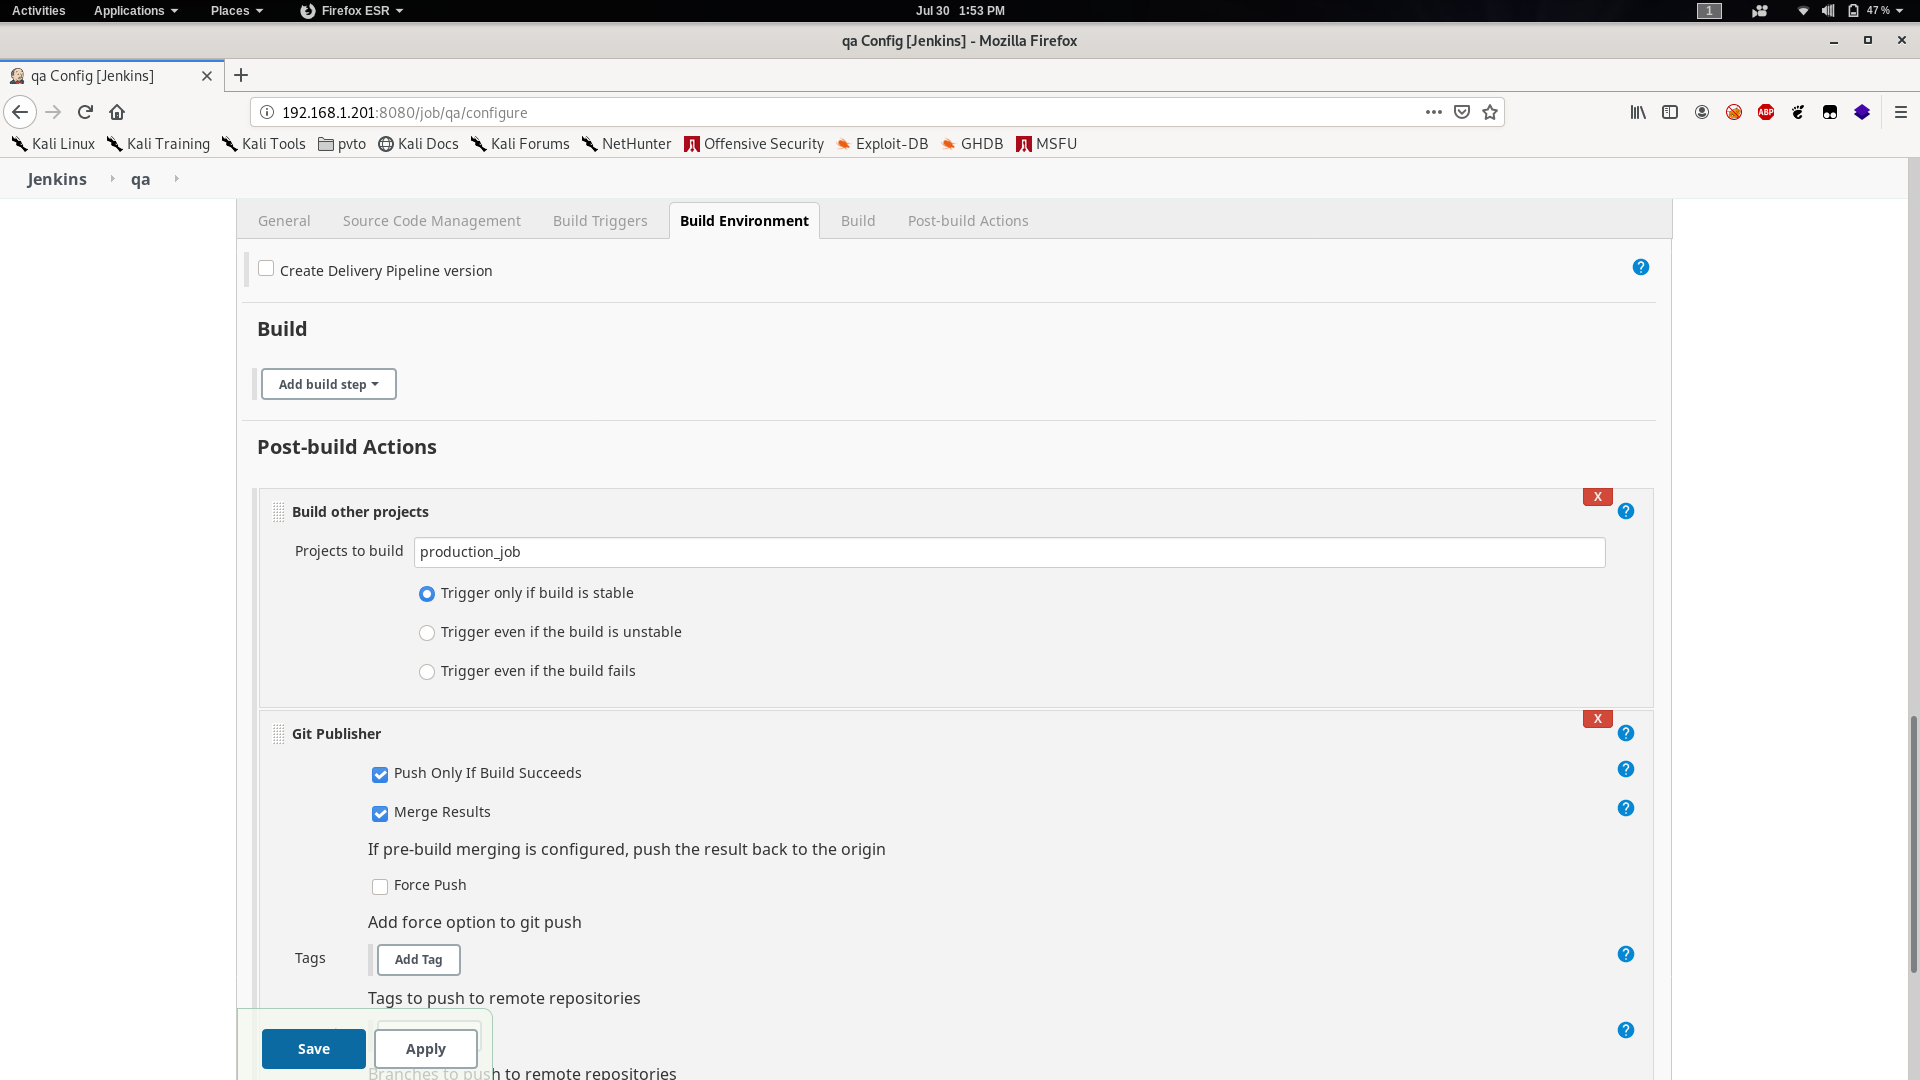 Activities Applications Places Firefox ESR Jul 30 1:53 PM 1 47 %
qa Config [Jenkins] - Mozilla Firefox
qa Config [Jenkins]
192.168.1.201:8080/job/qa/configure ABP
Kali Linux Kali Training Kali Tools pvto Kali Docs Kali Forums NetHunter Offensive Security Exploit-DB GHDB MSFU
Jenkins qa
General Source Code Management Build Triggers Build Environment Build Post-build Actions
Create Delivery Pipeline version ?
Build
Add build step
Post-build Actions
X
Build other projects ?
Projects to build production_job
Trigger only if build is stable
Trigger even if the build is unstable
Trigger even if the build fails
X
Git Publisher ?
Push Only If Build Succeeds ?
Merge Results ?
If pre-build merging is configured, push the result back to the origin
Force Push
Add force option to git push
Tags Add Tag ?
Tags to push to remote repositories
?
Save Apply
Branches to push to remote repositories